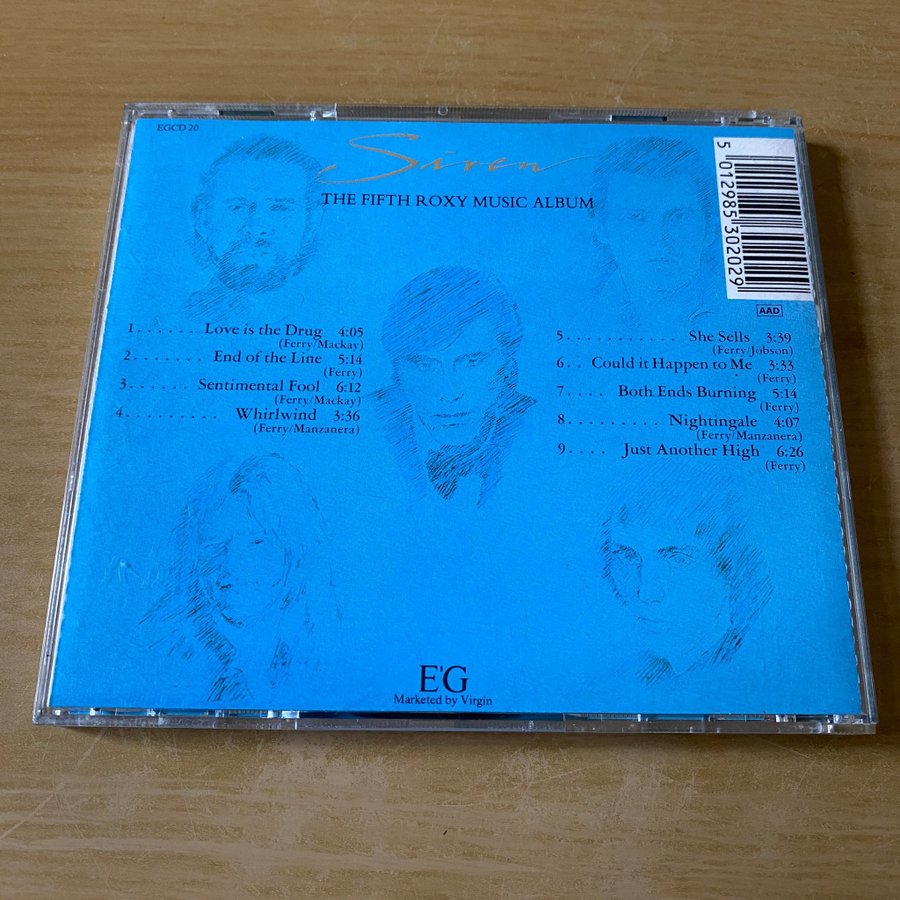 EGCD 20
Siren
THE FIFTH ROXY MUSIC ALBUM
5 012985 302029
AAD
1 . . . . . . Love is the Drug 4:05
(Ferry/Mackay)
2 . . . . . . . End of the Line 5:14
(Ferry)
3 . . . . . Sentimental Fool 6:12
(Ferry/Mackay)
4 . . . . . . . . . Whirlwind 3:36
(Ferry/Manzanera)
5 . . . . . . . . . . . She Sells 3:39
(Ferry/Jobson)
6 . . Could it Happen to Me 3:33
(Ferry)
7 . . . . Both Ends Burning 5:14
(Ferry)
8 . . . . . . . . . Nightingale 4:07
(Ferry/Manzanera)
9 . . . . Just Another High 6:26
(Ferry)
E'G
Marketed by Virgin